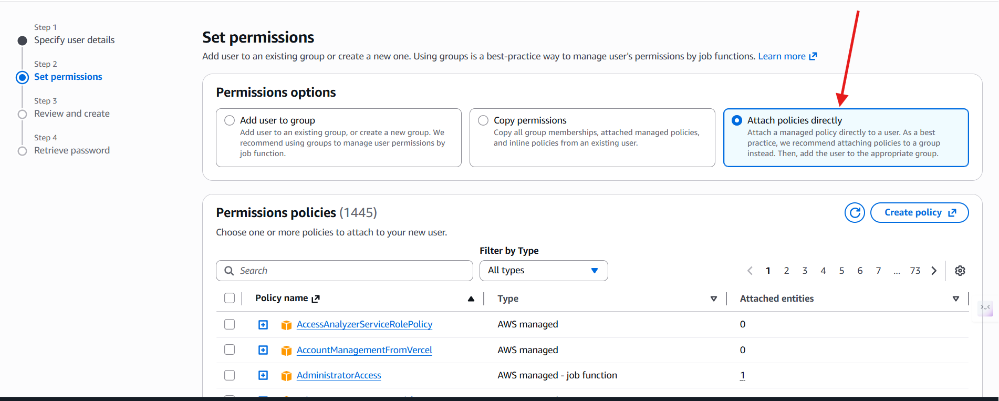 Step 1
Specify user details
Step 2
Set permissions
Step 3
Review and create
Step 4
Retrieve password
Set permissions
Add user to an existing group or create a new one. Using groups is a best-practice way to manage user's permissions by job functions. Learn more
Permissions options
Add user to group
Add user to an existing group, or create a new group. We
recommend using groups to manage user permissions by
job function.
Copy permissions
Copy all group memberships, attached managed policies,
and inline policies from an existing user.
Attach policies directly
Attach a managed policy directly to a user. As a best
practice, we recommend attaching policies to a group
instead. Then, add the user to the appropriate group.
Permissions policies (1445)
Create policy
Choose one or more policies to attach to your new user.
Filter by Type
Search
All types
1 2 3 4 5 6 7 ... 73
Policy name Type Attached entities
AccessAnalyzerServiceRolePolicy AWS managed 0
AccountManagementFromVercel AWS managed 0
AdministratorAccess AWS managed - job function 1